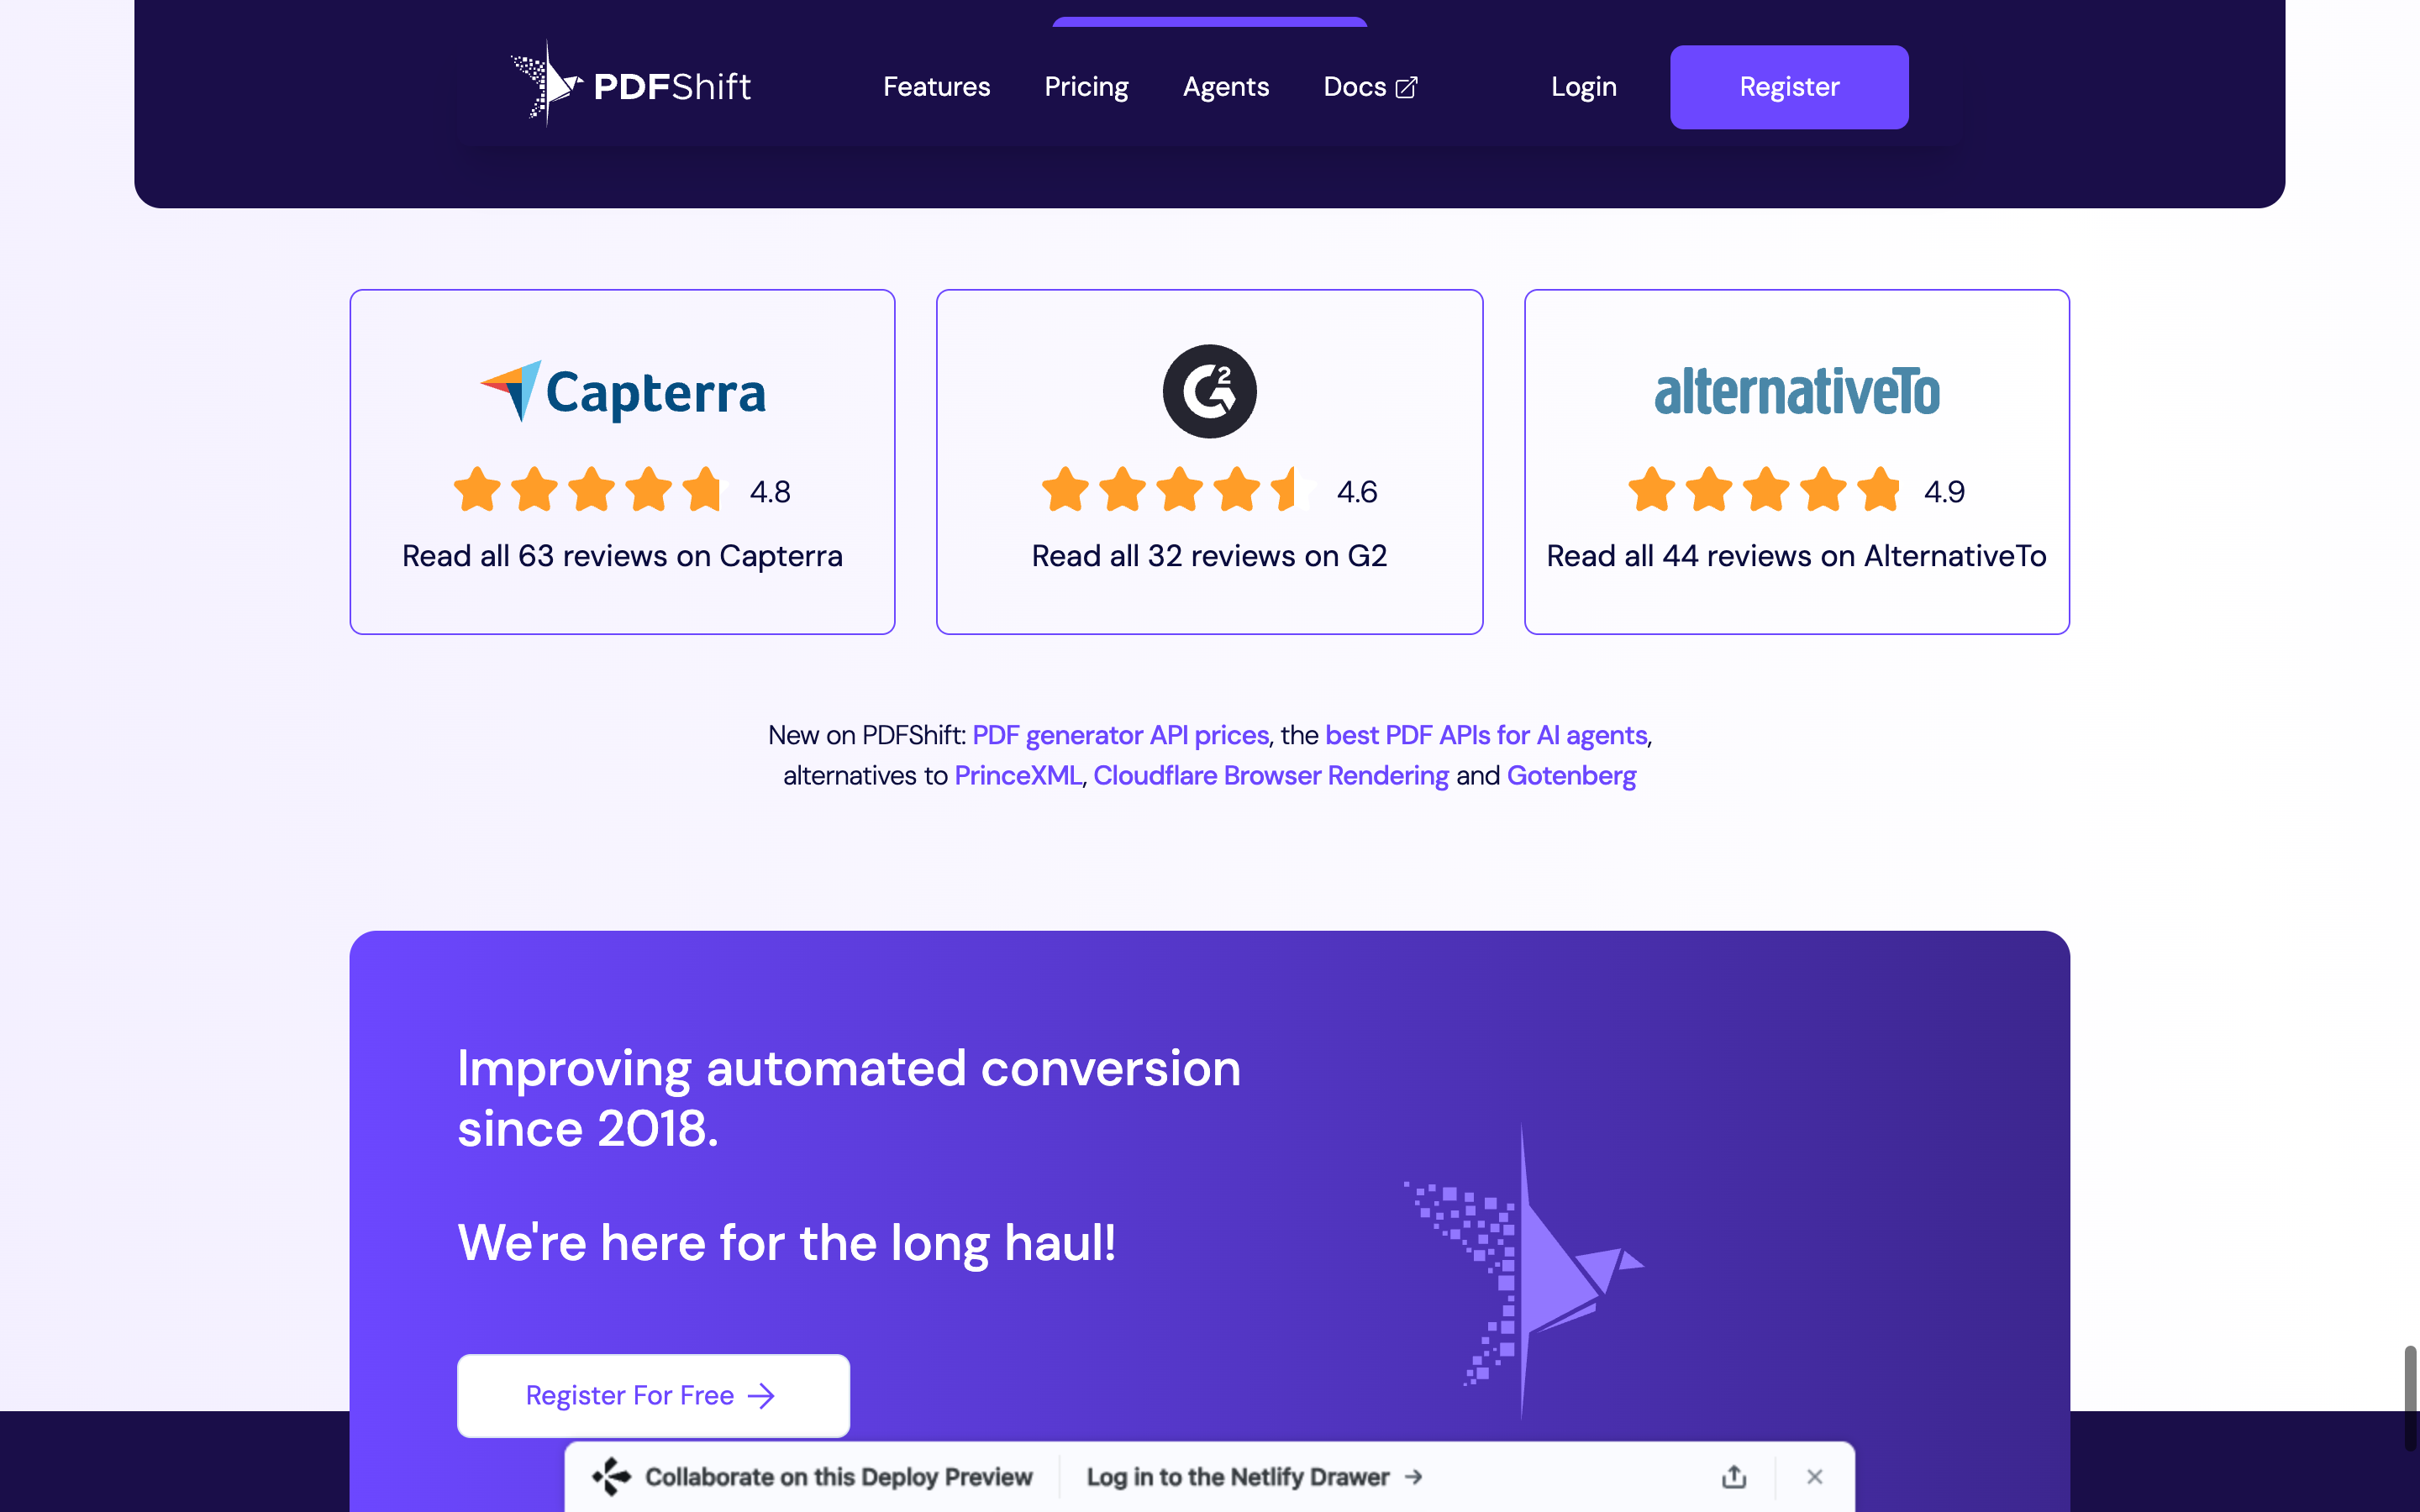 PDFShift
Features
Pricing
Agents
Docs
Login
Register
Capterra
4.8
Read all 63 reviews on Capterra
G2
4.6
Read all 32 reviews on G2
alternativeTo
4.9
Read all 44 reviews on AlternativeTo
New on PDFShift: PDF generator API prices, the best PDF APIs for AI agents,
alternatives to PrinceXML, Cloudflare Browser Rendering and Gotenberg
Improving automated conversion
since 2018.
We're here for the long haul!
Register For Free
Collaborate on this Deploy Preview
Log in to the Netlify Drawer